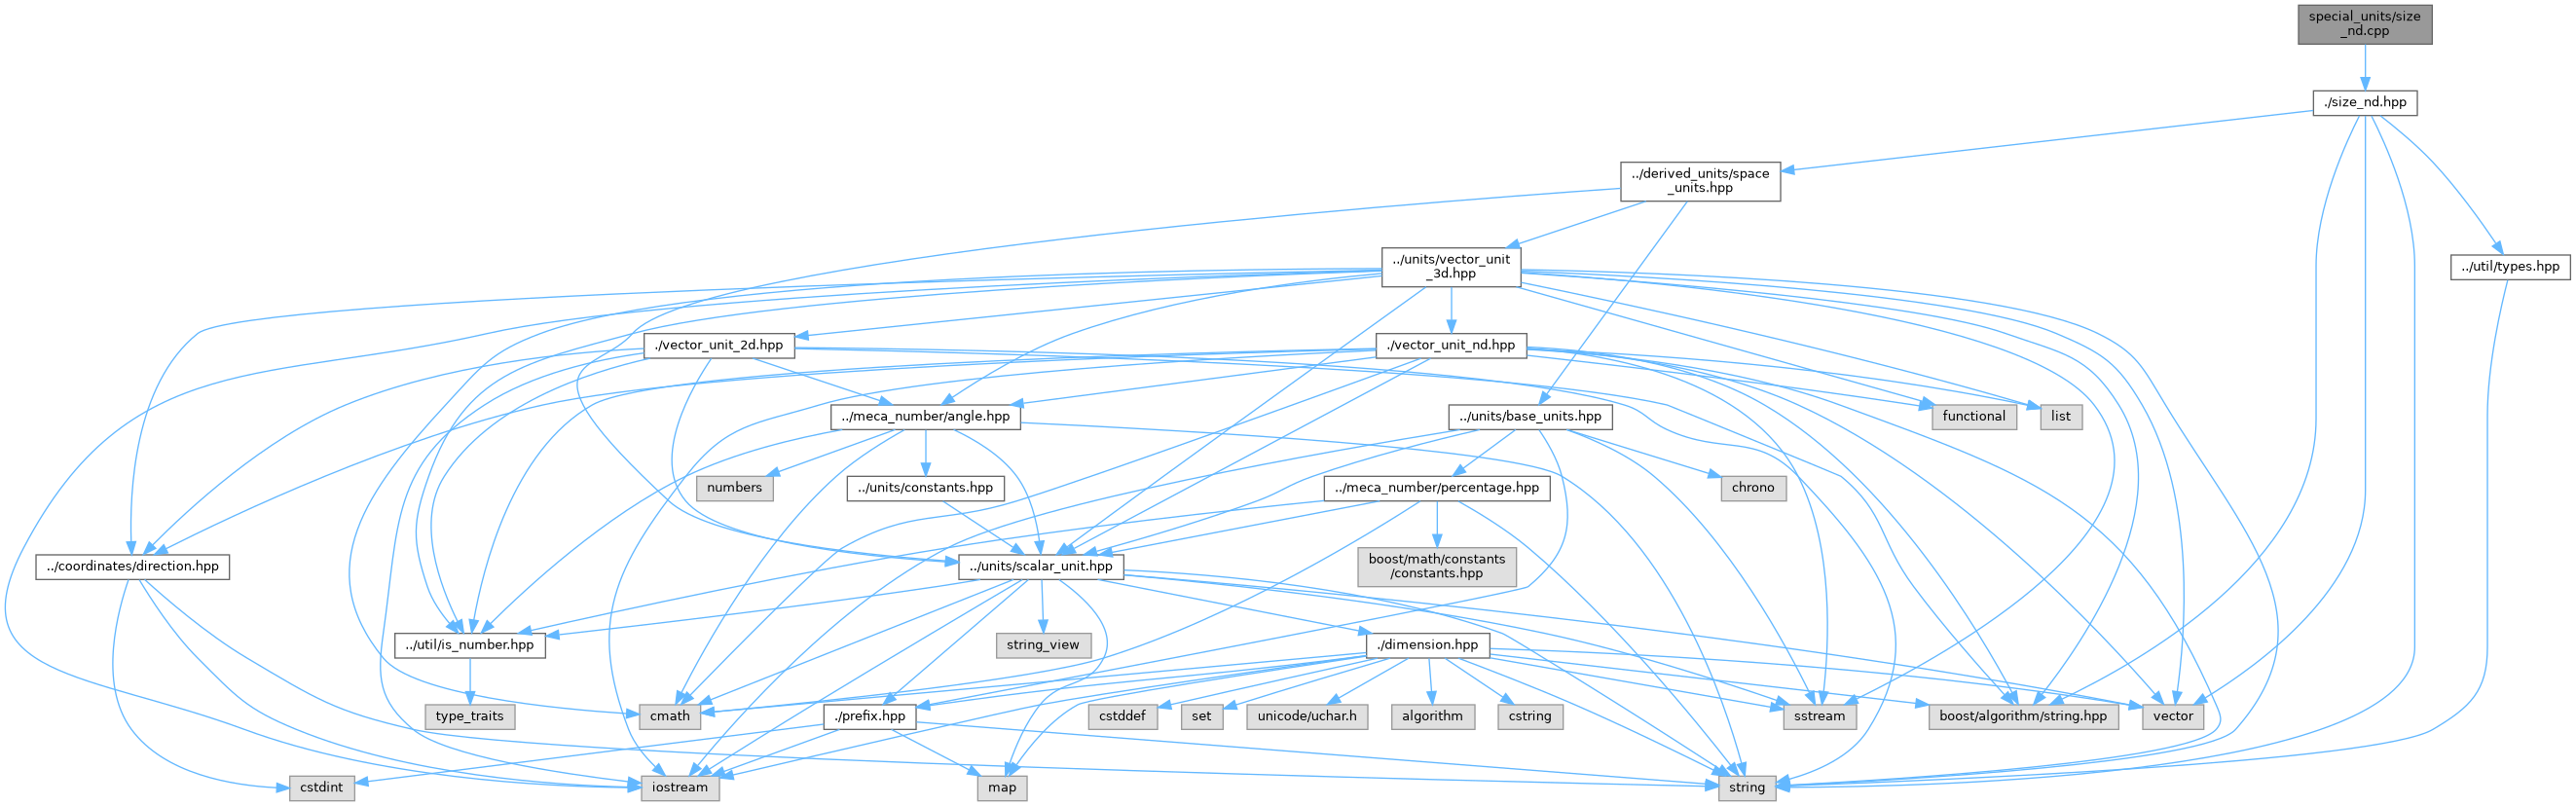 special_units/size
_nd.cpp
./size_nd.hpp
../derived_units/space
_units.hpp
../units/vector_unit
_3d.hpp
../util/types.hpp
./vector_unit_2d.hpp
./vector_unit_nd.hpp
../meca_number/angle.hpp
../units/base_units.hpp
functional
list
numbers
../units/constants.hpp
../meca_number/percentage.hpp
chrono
../coordinates/direction.hpp
../units/scalar_unit.hpp
boost/math/constants
/constants.hpp
../util/is_number.hpp
string_view
./dimension.hpp
type_traits
cmath
./prefix.hpp
cstddef
set
unicode/uchar.h
algorithm
cstring
sstream
boost/algorithm/string.hpp
vector
cstdint
iostream
map
string